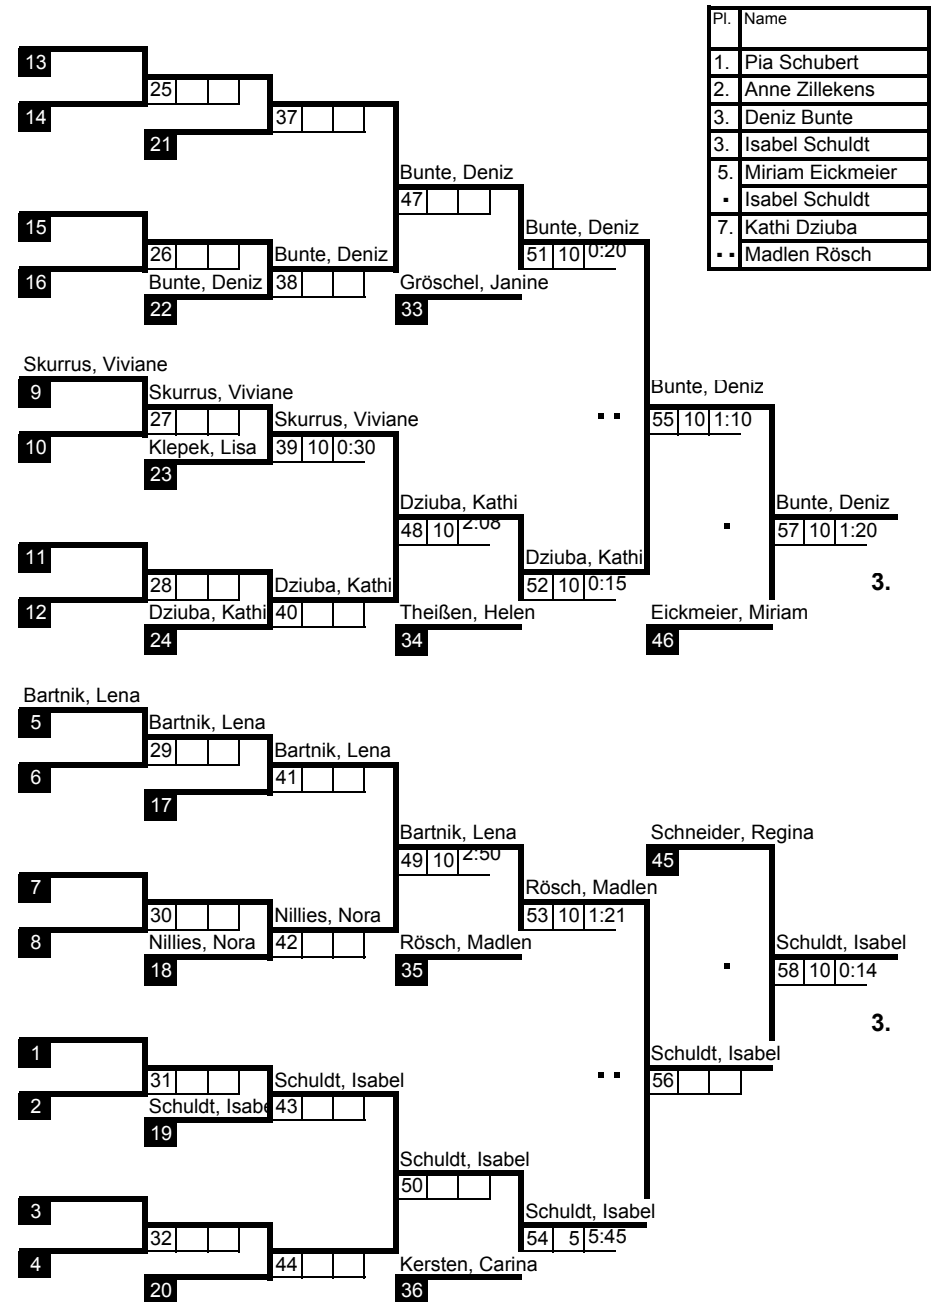 Pl. Name
1. Pia Schubert
2. Anne Zillekens
3. Deniz Bunte
3. Isabel Schuldt
5. Miriam Eickmeier
▪ Isabel Schuldt
7. Kathi Dziuba
▪ ▪ Madlen Rösch
13
25
14
37
21
Bunte, Deniz
47
15
Bunte, Deniz
26
Bunte, Deniz
51 10 0:20
16
Bunte, Deniz
38
Gröschel, Janine
22
33
Skurrus, Viviane
9
Skurrus, Viviane
Bunte, Deniz
27
Skurrus, Viviane
▪ ▪
55 10 1:10
10
Klepek, Lisa
39 10 0:30
23
Dziuba, Kathi
Bunte, Deniz
48 10 2:08
▪
57 10 1:20
11
Dziuba, Kathi
28
Dziuba, Kathi
52 10 0:15
3.
12
Dziuba, Kathi
40
Theißen, Helen
Eickmeier, Miriam
24
34
46
Bartnik, Lena
5
Bartnik, Lena
29
Bartnik, Lena
6
41
17
Bartnik, Lena
Schneider, Regina
49 10 2:50
45
7
Rösch, Madlen
30
Nillies, Nora
53 10 1:21
8
Nillies, Nora
42
Rösch, Madlen
Schuldt, Isabel
18
35
▪
58 10 0:14
3.
1
Schuldt, Isabel
31
Schuldt, Isabel
▪ ▪
56
2
Schuldt, Isabe
43
19
Schuldt, Isabel
50
3
Schuldt, Isabel
32
54 5 5:45
4
44
Kersten, Carina
20
36